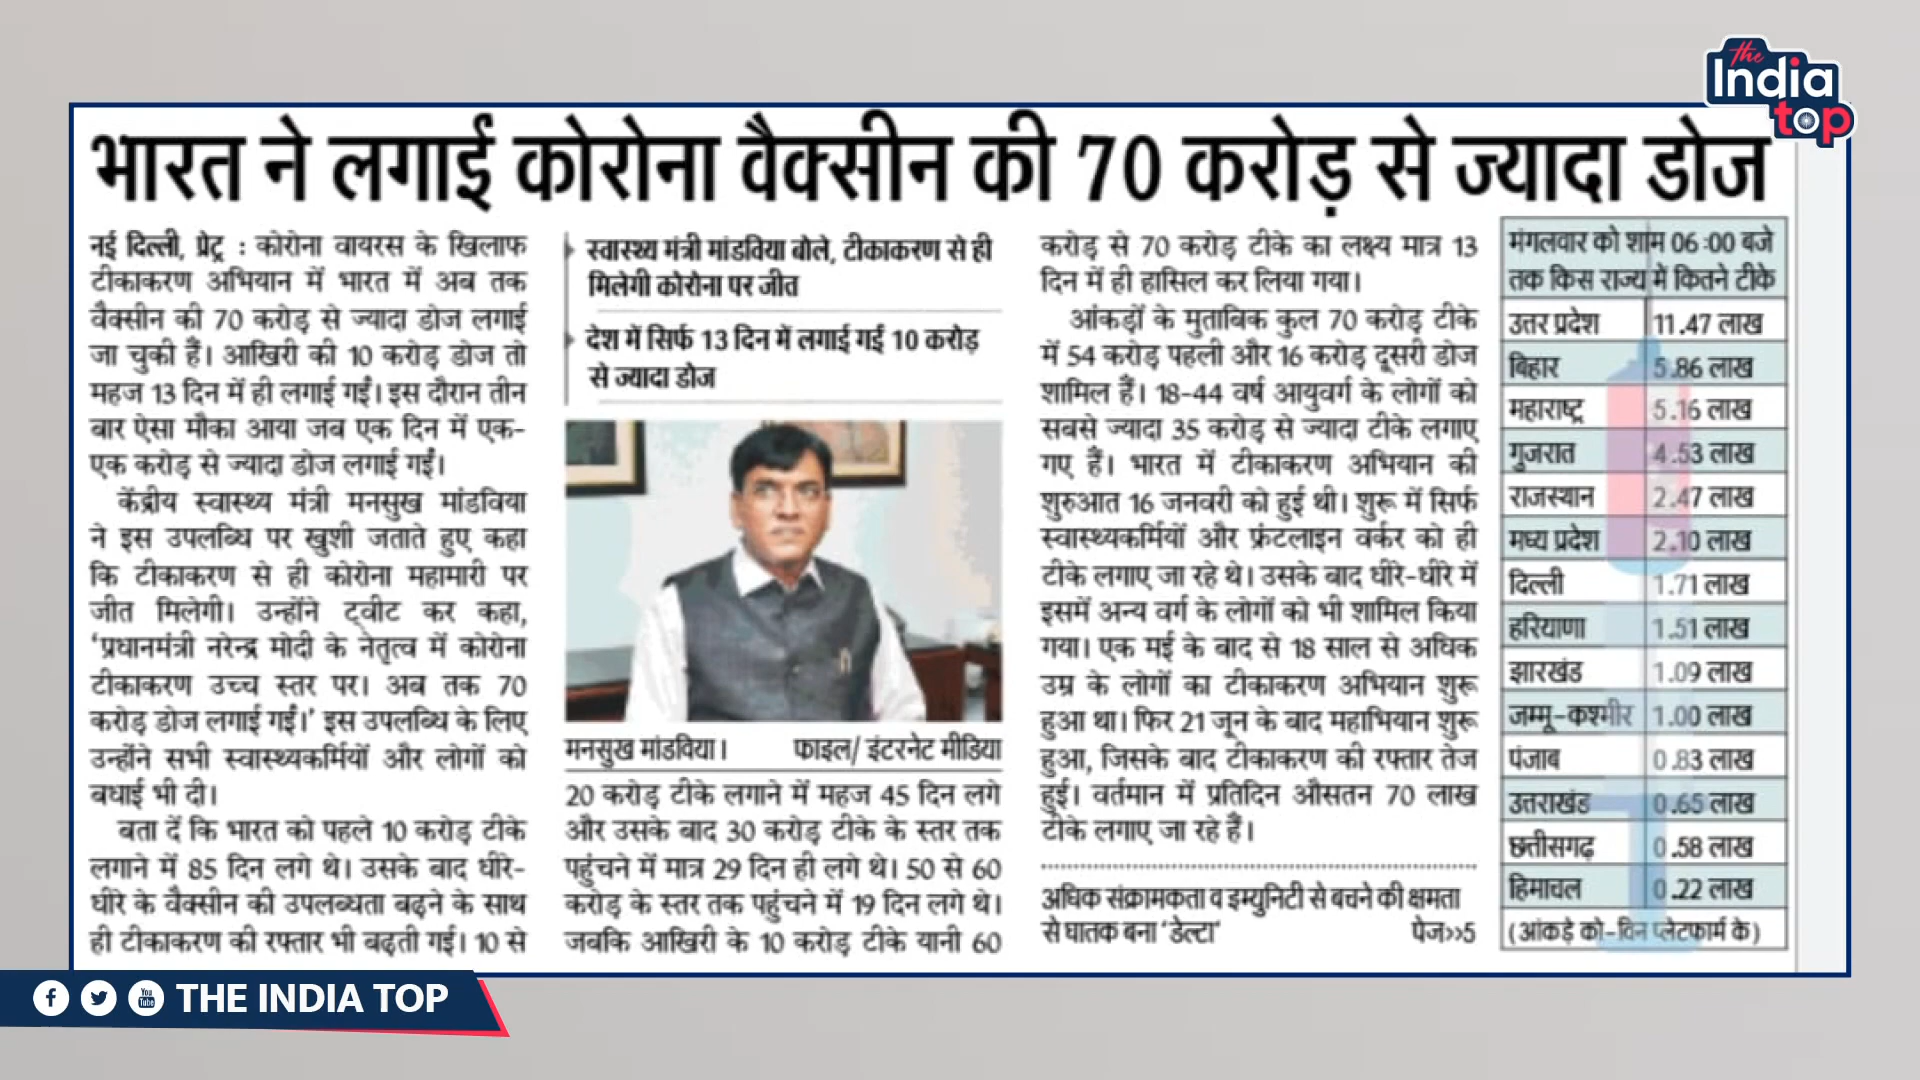 the
India
top
भारत ने लगाई कोरोना वैक्सीन की 70 करोड़ से ज्यादा डोज
नई दिल्ली, प्रेट्र : कोरोना वायरस के खिलाफ
टीकाकरण अभियान में भारत में अब तक
वैक्सीन की 70 करोड़ से ज्यादा डोज लगाई
जा चुकी हैं। आखिरी की 10 करोड़ डोज तो
महज 13 दिन में ही लगाई गईं। इस दौरान तीन
बार ऐसा मौका आया जब एक दिन में एक-
एक करोड़ से ज्यादा डोज लगाई गईं।
केंद्रीय स्वास्थ्य मंत्री मनसुख मांडविया
ने इस उपलब्धि पर खुशी जताते हुए कहा
कि टीकाकरण से ही कोरोना महामारी पर
जीत मिलेगी। उन्होंने ट्वीट कर कहा,
'प्रधानमंत्री नरेन्द्र मोदी के नेतृत्व में कोरोना
टीकाकरण उच्च स्तर पर। अब तक 70
करोड़ डोज लगाई गईं।' इस उपलब्धि के लिए
उन्होंने सभी स्वास्थ्यकर्मियों और लोगों को
बधाई भी दी।
बता दें कि भारत को पहले 10 करोड़ टीके
लगाने में 85 दिन लगे थे। उसके बाद धीरे-
धीरे के वैक्सीन की उपलब्धता बढ़ने के साथ
ही टीकाकरण की रफ्तार भी बढ़ती गई। 10 से
स्वास्थ्य मंत्री मांडविया बोले, टीकाकरण से ही
मिलेगी कोरोना पर जीत
देश में सिर्फ 13 दिन में लगाई गईं 10 करोड़
से ज्यादा डोज
मनसुख मांडविया। फाइल/ इंटरनेट मीडिया
20 करोड़ टीके लगाने में महज 45 दिन लगे
और उसके बाद 30 करोड़ टीके के स्तर तक
पहुंचने में मात्र 29 दिन ही लगे थे। 50 से 60
करोड़ के स्तर तक पहुंचने में 19 दिन लगे थे।
जबकि आखिरी के 10 करोड़ टीके यानी 60
करोड़ से 70 करोड़ टीके का लक्ष्य मात्र 13
दिन में ही हासिल कर लिया गया।
आंकड़ों के मुताबिक कुल 70 करोड़ टीके
में 54 करोड़ पहली और 16 करोड़ दूसरी डोज
शामिल हैं। 18-44 वर्ष आयुवर्ग के लोगों को
सबसे ज्यादा 35 करोड़ से ज्यादा टीके लगाए
गए हैं। भारत में टीकाकरण अभियान की
शुरुआत 16 जनवरी को हुई थी। शुरू में सिर्फ
स्वास्थ्यकर्मियों और फ्रंटलाइन वर्कर को ही
टीके लगाए जा रहे थे। उसके बाद धीरे-धीरे में
इसमें अन्य वर्ग के लोगों को भी शामिल किया
गया। एक मई के बाद से 18 साल से अधिक
उम्र के लोगों का टीकाकरण अभियान शुरू
हुआ था। फिर 21 जून के बाद महाभियान शुरू
हुआ, जिसके बाद टीकाकरण की रफ्तार तेज
हुई। वर्तमान में प्रतिदिन औसतन 70 लाख
टीके लगाए जा रहे हैं।
अधिक संक्रामकता व इम्युनिटी से बचने की क्षमता
से घातक बना 'डेल्टा' पेज>>5
मंगलवार को शाम 06:00 बजे
तक किस राज्य में कितने टीके
उत्तर प्रदेश 11.47 लाख
बिहार 5.86 लाख
महाराष्ट्र 5.16 लाख
गुजरात 4.53 लाख
राजस्थान 2.47 लाख
मध्य प्रदेश 2.10 लाख
दिल्ली 1.71 लाख
हरियाणा 1.51 लाख
झारखंड 1.09 लाख
जम्मू-कश्मीर 1.00 लाख
पंजाब 0.83 लाख
उत्तराखंड 0.65 लाख
छत्तीसगढ़ 0.58 लाख
हिमाचल 0.22 लाख
(आंकड़े को-विन प्लेटफार्म के)
You
Tube
THE INDIA TOP